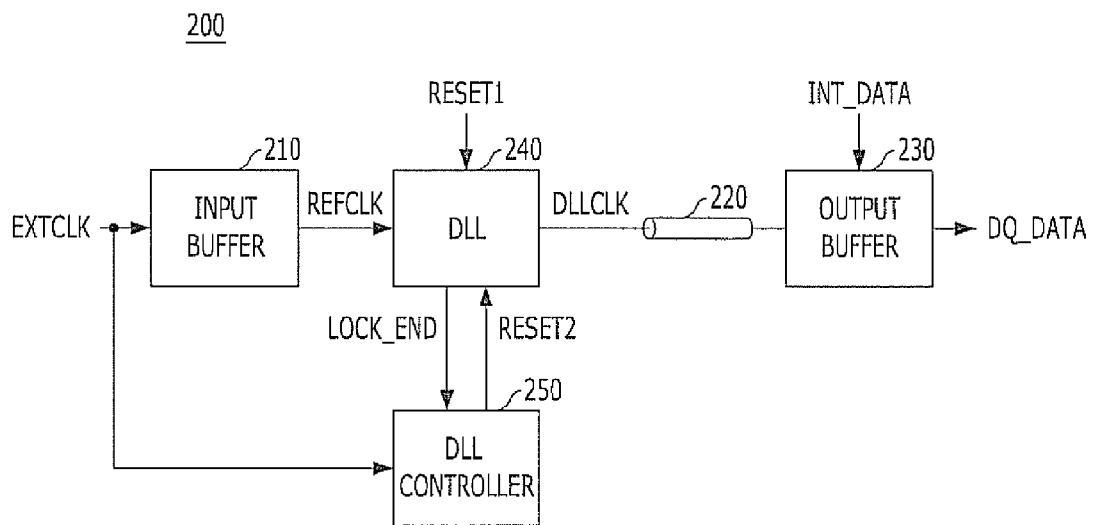 200
RESET1
INT_DATA
210
240
230
EXTCLK
INPUT
BUFFER
REFCLK
DLL
DLLCLK
220
OUTPUT
BUFFER
DQ_DATA
LOCK_END
RESET2
250
DLL
CONTROLLER